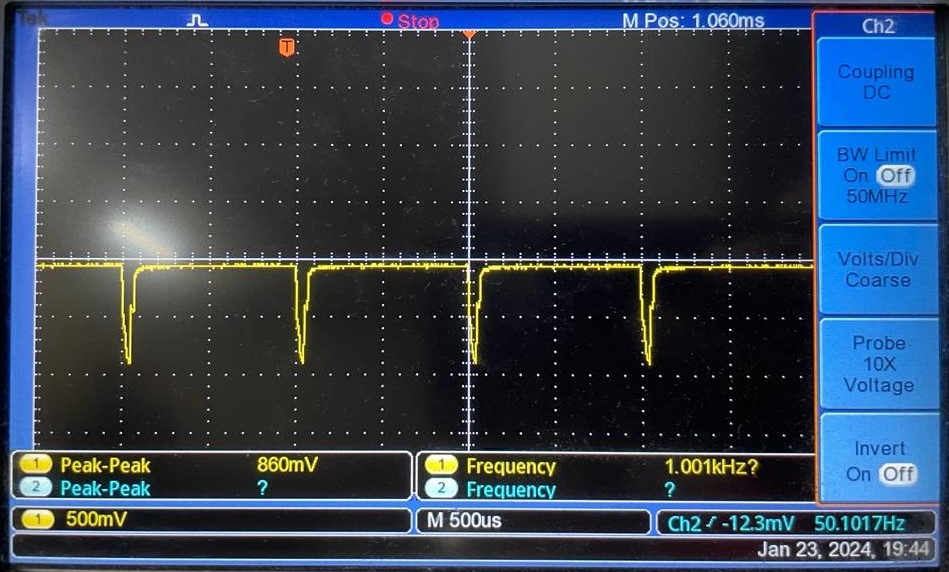 Tek Stop M Pos: 1.060ms Ch2
T
Coupling
DC
BW Limit
On Off
50MHz
Volts/Div
Coarse
Probe
10X
Voltage
Invert
On Off
1 Peak-Peak 860mV 1 Frequency 1.001kHz?
2 Peak-Peak ? 2 Frequency ?
1 500mV M 500us Ch2 -12.3mV 50.1017Hz
Jan 23, 2024, 19:44